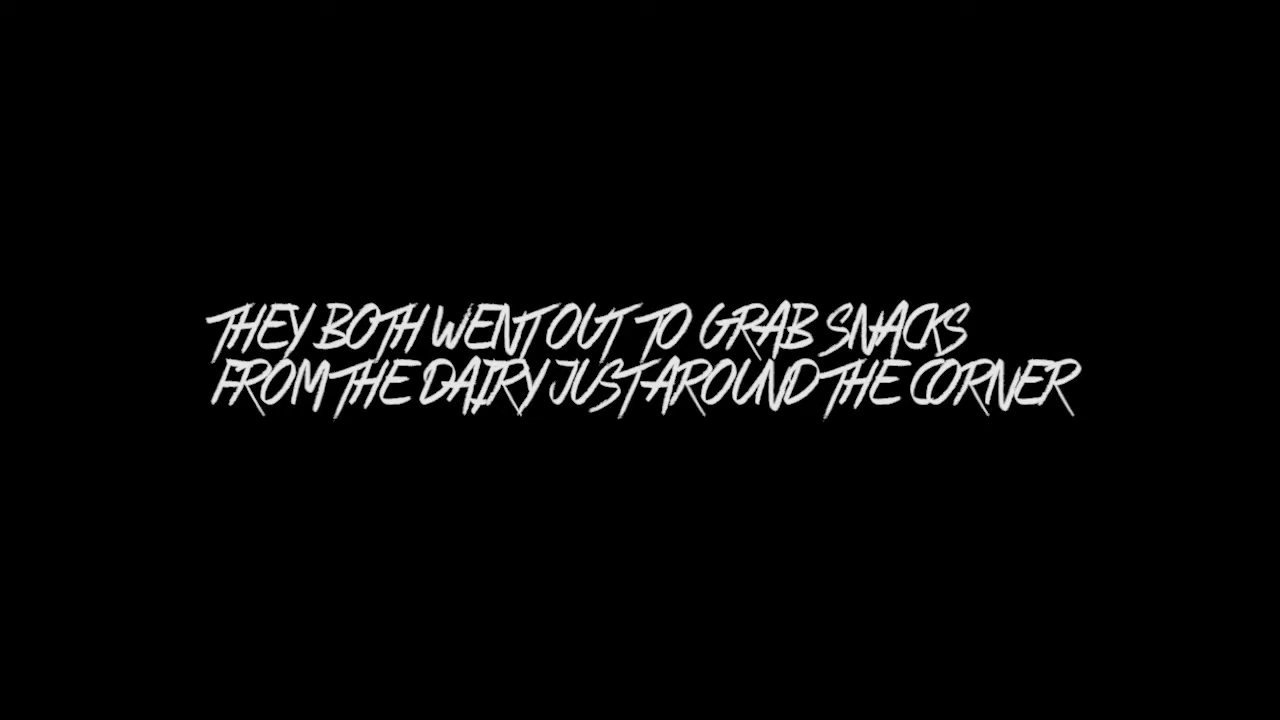 THEY BOTH WENT OUT TO GRAB SNACKS
FROM THE DAIRY JUST AROUND THE CORNER